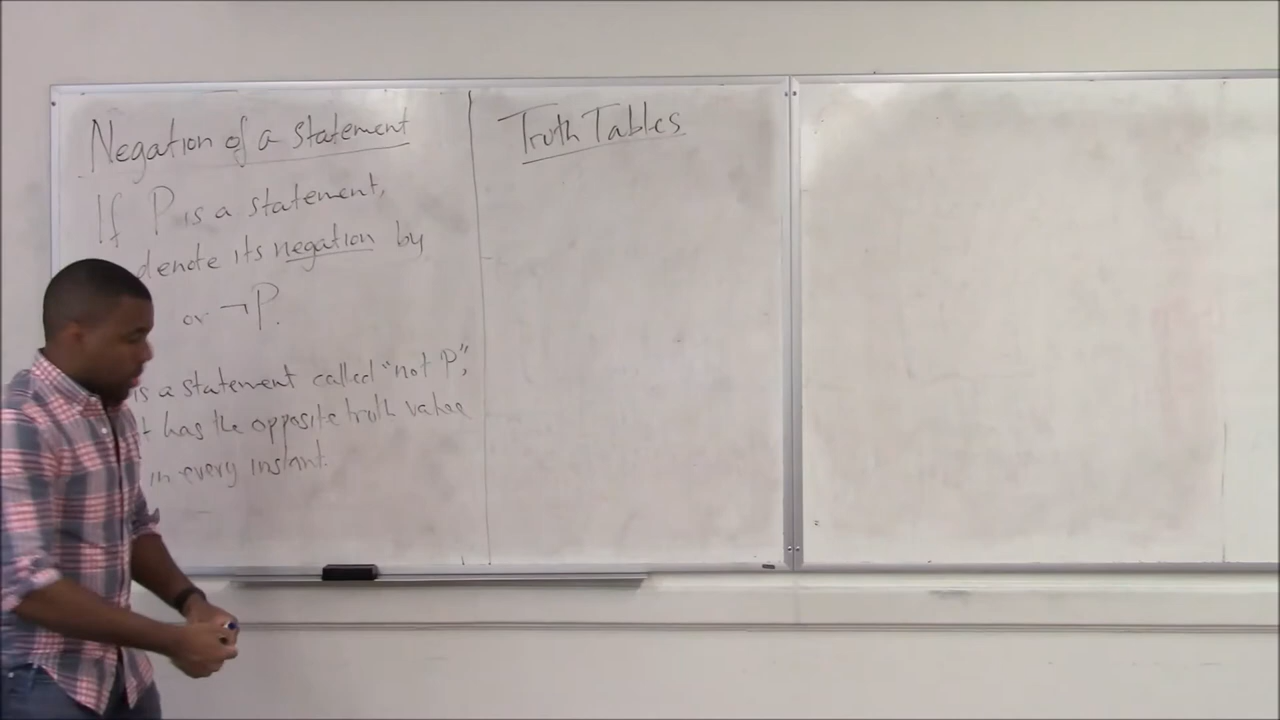 Negation of a statement
If P is a statement,
denote its negation by
or ¬P.
is a statement called "not P",
has the opposite truth value
in every instant.
Truth Tables